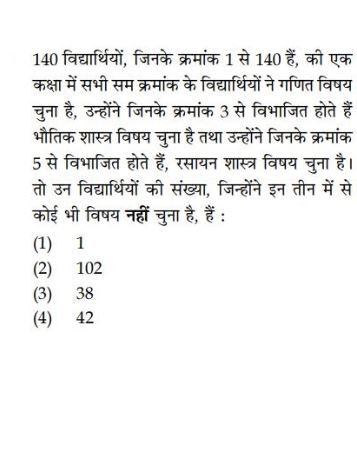 140 विद्यार्थियों, जिनके क्रमांक 1 से 140 हैं, की एक
कक्षा में सभी सम क्रमांक के विद्यार्थियों ने गणित विषय
चुना है, उन्होंने जिनके क्रमांक 3 से विभाजित होते हैं
भौतिक शास्त्र विषय चुना है तथा उन्होंने जिनके क्रमांक
5 से विभाजित होते हैं, रसायन शास्त्र विषय चुना है।
तो उन विद्यार्थियों की संख्या, जिन्होंने इन तीन में से
कोई भी विषय नहीं चुना है, हैं :
(1) 1
(2) 102
(3) 38
(4) 42